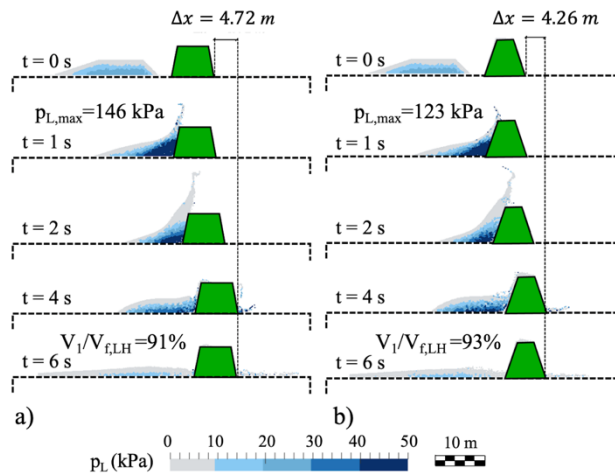 Δx = 4.72 m
t = 0 s
p_L,max=146 kPa
t = 1 s
t = 2 s
t = 4 s
V_1/V_f,LH=91%
t = 6 s
a)
Δx = 4.26 m
t = 0 s
p_L,max=123 kPa
t = 1 s
t = 2 s
t = 4 s
V_1/V_f,LH=93%
t = 6 s
b)
0 10 20 30 40 50
p_L (kPa)
10 m